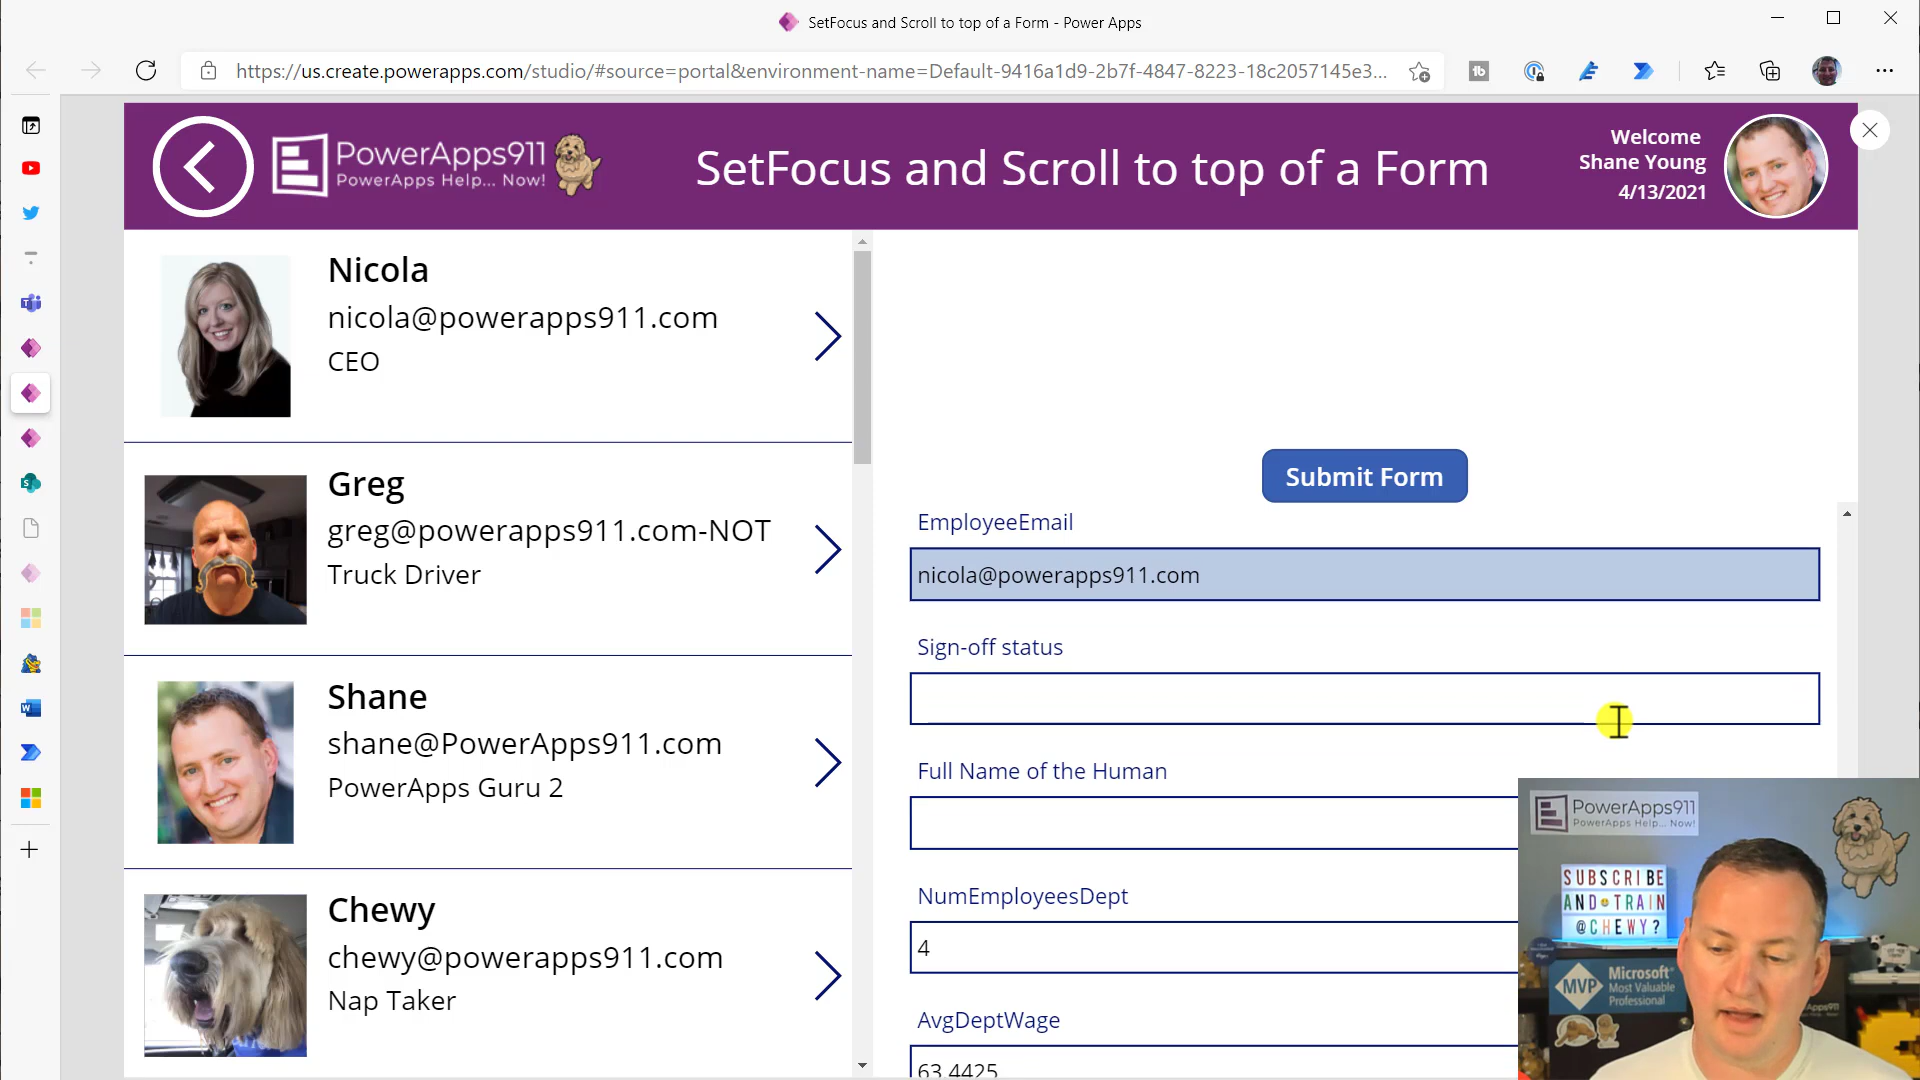 SetFocus and Scroll to top of a Form - Power Apps
https://us.create.powerapps.com/studio/#source=portal&environment-name=Default-9416a1d9-2b7f-4847-8223-18c2057145e3...
PowerApps911
PowerApps Help... Now!
SetFocus and Scroll to top of a Form
Welcome
Shane Young
4/13/2021
Nicola
nicola@powerapps911.com
CEO
Greg
greg@powerapps911.com-NOT
Truck Driver
Shane
shane@PowerApps911.com
PowerApps Guru 2
Chewy
chewy@powerapps911.com
Nap Taker
Submit Form
EmployeeEmail
nicola@powerapps911.com
Sign-off status
Full Name of the Human
NumEmployeesDept
4
AvgDeptWage
63.4425
PowerApps911
PowerApps Help... Now!
SUBSCRIBE
AND TRAIN
@CHEWY?
MVP
Microsoft
Most Valuable
Professional